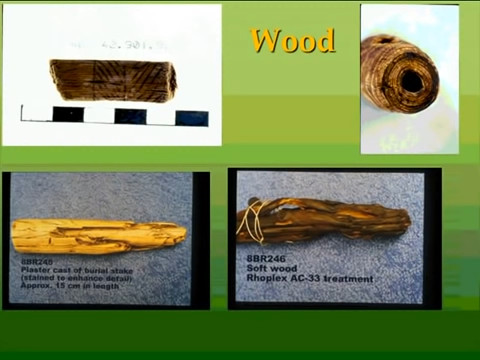 Wood
8BR246
Plaster cast of burial stake
(stained to enhance detail)
Approx. 15 cm in length
8BR246
Soft wood
Rhoplex AC-33 treatment